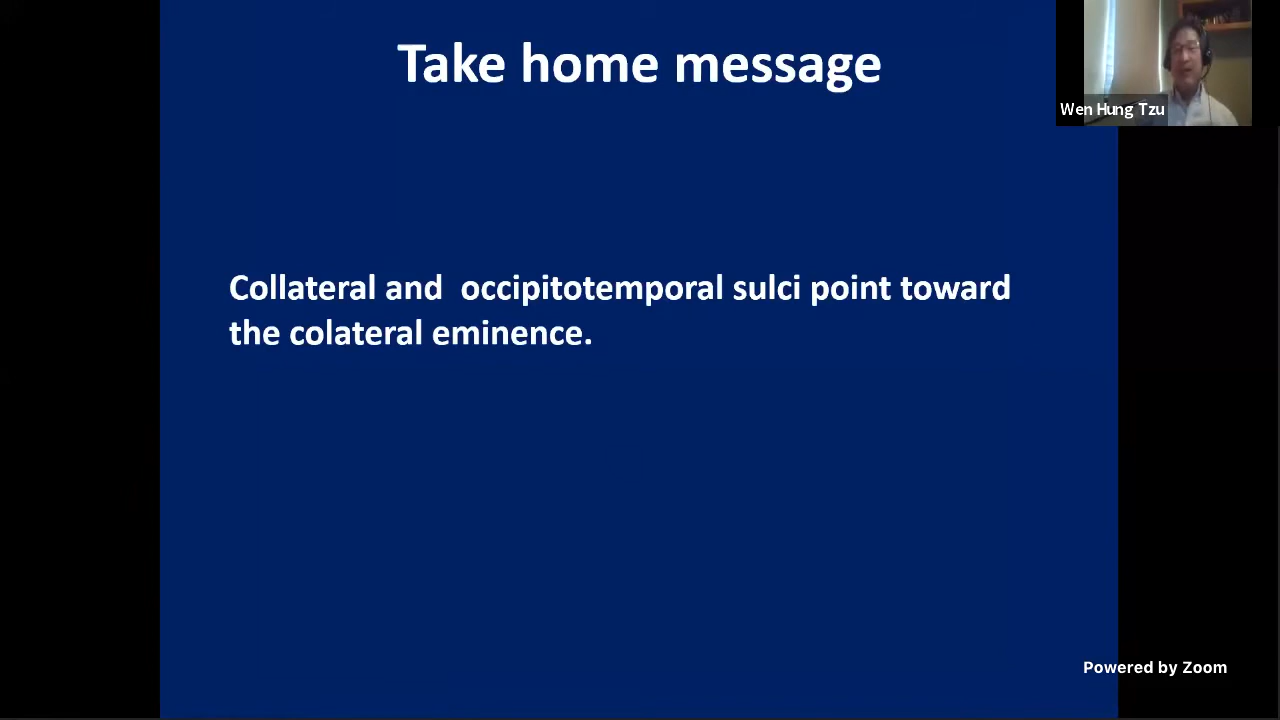 Take home message
Wen Hung Tzu
Collateral and  occipitotemporal sulci point toward
the colateral eminence.
Powered by Zoom